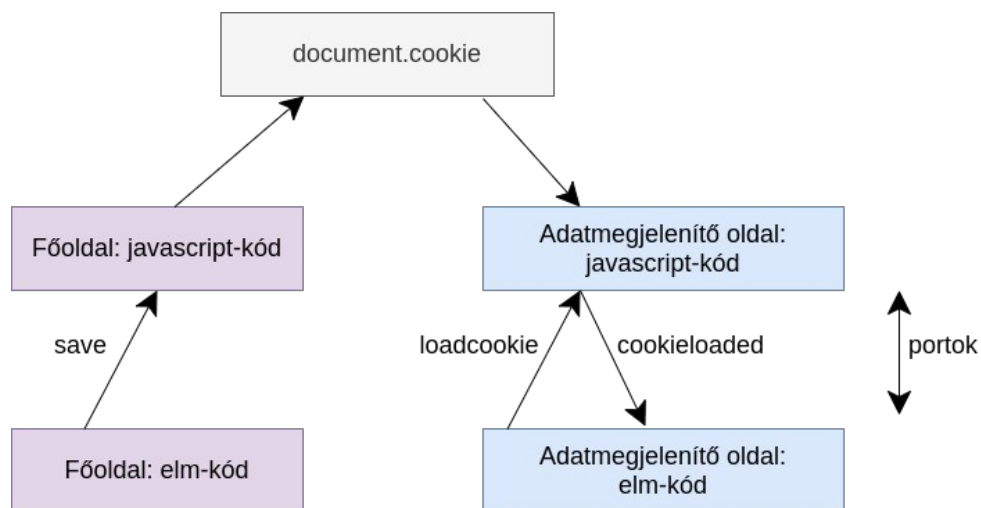 document.cookie
Főoldal: javascript-kód
Adatmegjelenítő oldal:
javascript-kód
save
loadcookie
cookieloaded
portok
Főoldal: elm-kód
Adatmegjelenítő oldal:
elm-kód